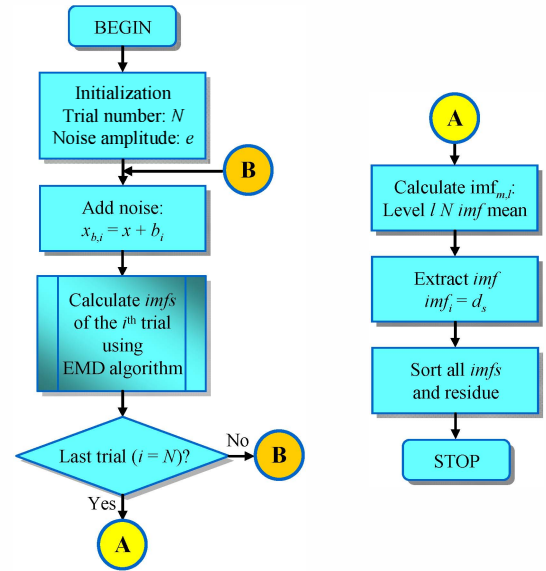 BEGIN
Initialization
Trial number: N
Noise amplitude: e
B
Add noise:
x_{b,i} = x + b_i
Calculate imfs
of the i^{th} trial
using
EMD algorithm
Last trial (i = N)?
No
B
Yes
A
A
Calculate imf_{m,l}:
Level l N imf mean
Extract imf
imf_i = d_s
Sort all imfs
and residue
STOP